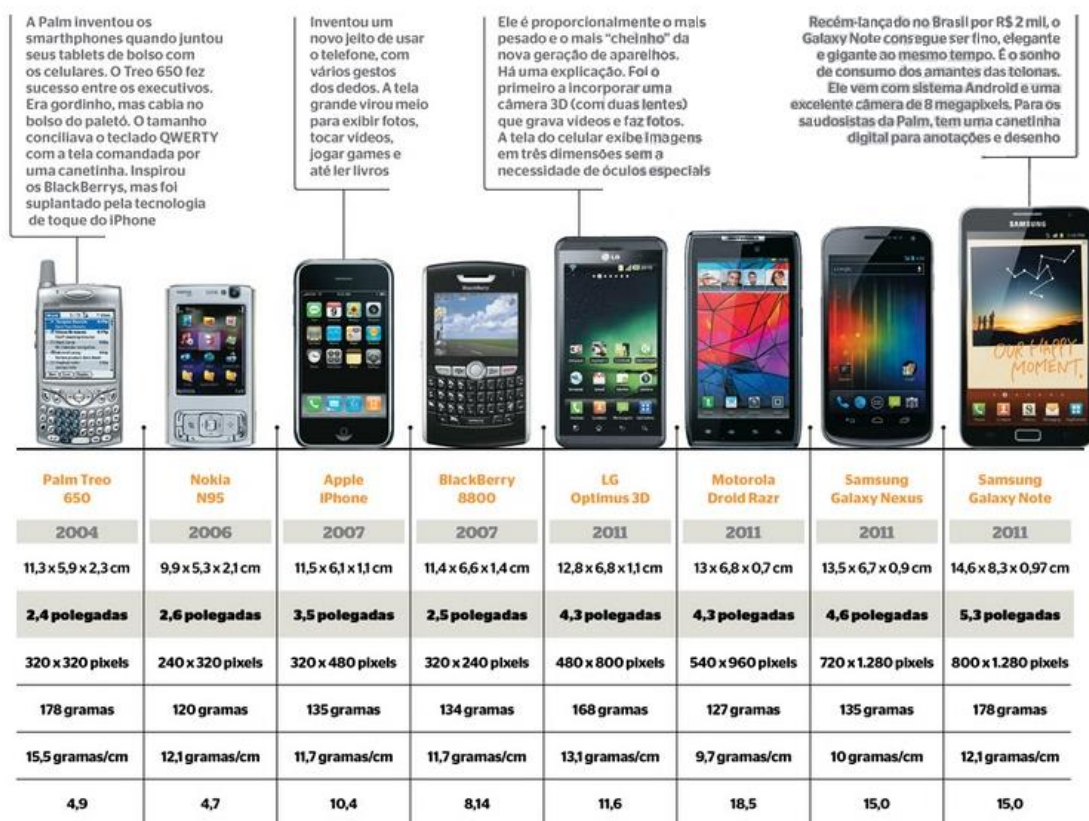 A Palm inventou os
smarthphones quando juntou
seus tablets de bolso com
os celulares. O Treo 650 fez
sucesso entre os executivos.
Era gordinho, mas cabia no
bolso do paletó. O tamanho
conciliava o teclado QWERTY
com a tela comandada por
uma canetinha. Inspirou
os BlackBerrys, mas foi
suplantado pela tecnologia
de toque do iPhone
Inventou um
novo jeito de usar
o telefone, com
vários gestos
dos dedos. A tela
grande virou meio
para exibir fotos,
tocar vídeos,
jogar games e
até ler livros
Ele é proporcionalmente o mais
pesado e o mais “cheinho” da
nova geração de aparelhos.
Há uma explicação. Foi o
primeiro a incorporar uma
câmera 3D (com duas lentes)
que grava vídeos e faz fotos.
A tela do celular exibe imagens
em três dimensões sem a
necessidade de óculos especiais
Recém-lançado no Brasil por R$ 2 mil, o
Galaxy Note consegue ser fino, elegante
e gigante ao mesmo tempo. É o sonho
de consumo dos amantes das telonas.
Ele vem com sistema Android e uma
excelente câmera de 8 megapixels. Para os
saudosistas da Palm, tem uma canetinha
digital para anotações e desenho
LG
BlackBerry
SAMSUNG
OUR HAPPY
MOMENT.
Palm Treo
650
Nokia
N95
Apple
iPhone
BlackBerry
8800
LG
Optimus 3D
Motorola
Droid Razr
Samsung
Galaxy Nexus
Samsung
Galaxy Note
2004 2006 2007 2007 2011 2011 2011 2011
11,3 x 5,9 x 2,3 cm 9,9 x 5,3 x 2,1 cm 11,5 x 6,1 x 1,1 cm 11,4 x 6,6 x 1,4 cm 12,8 x 6,8 x 1,1 cm 13 x 6,8 x 0,7 cm 13,5 x 6,7 x 0,9 cm 14,6 x 8,3 x 0,97 cm
2,4 polegadas 2,6 polegadas 3,5 polegadas 2,5 polegadas 4,3 polegadas 4,3 polegadas 4,6 polegadas 5,3 polegadas
320 x 320 pixels 240 x 320 pixels 320 x 480 pixels 320 x 240 pixels 480 x 800 pixels 540 x 960 pixels 720 x 1.280 pixels 800 x 1.280 pixels
178 gramas 120 gramas 135 gramas 134 gramas 168 gramas 127 gramas 135 gramas 178 gramas
15,5 gramas/cm 12,1 gramas/cm 11,7 gramas/cm 11,7 gramas/cm 13,1 gramas/cm 9,7 gramas/cm 10 gramas/cm 12,1 gramas/cm
4,9 4,7 10,4 8,14 11,6 18,5 15,0 15,0